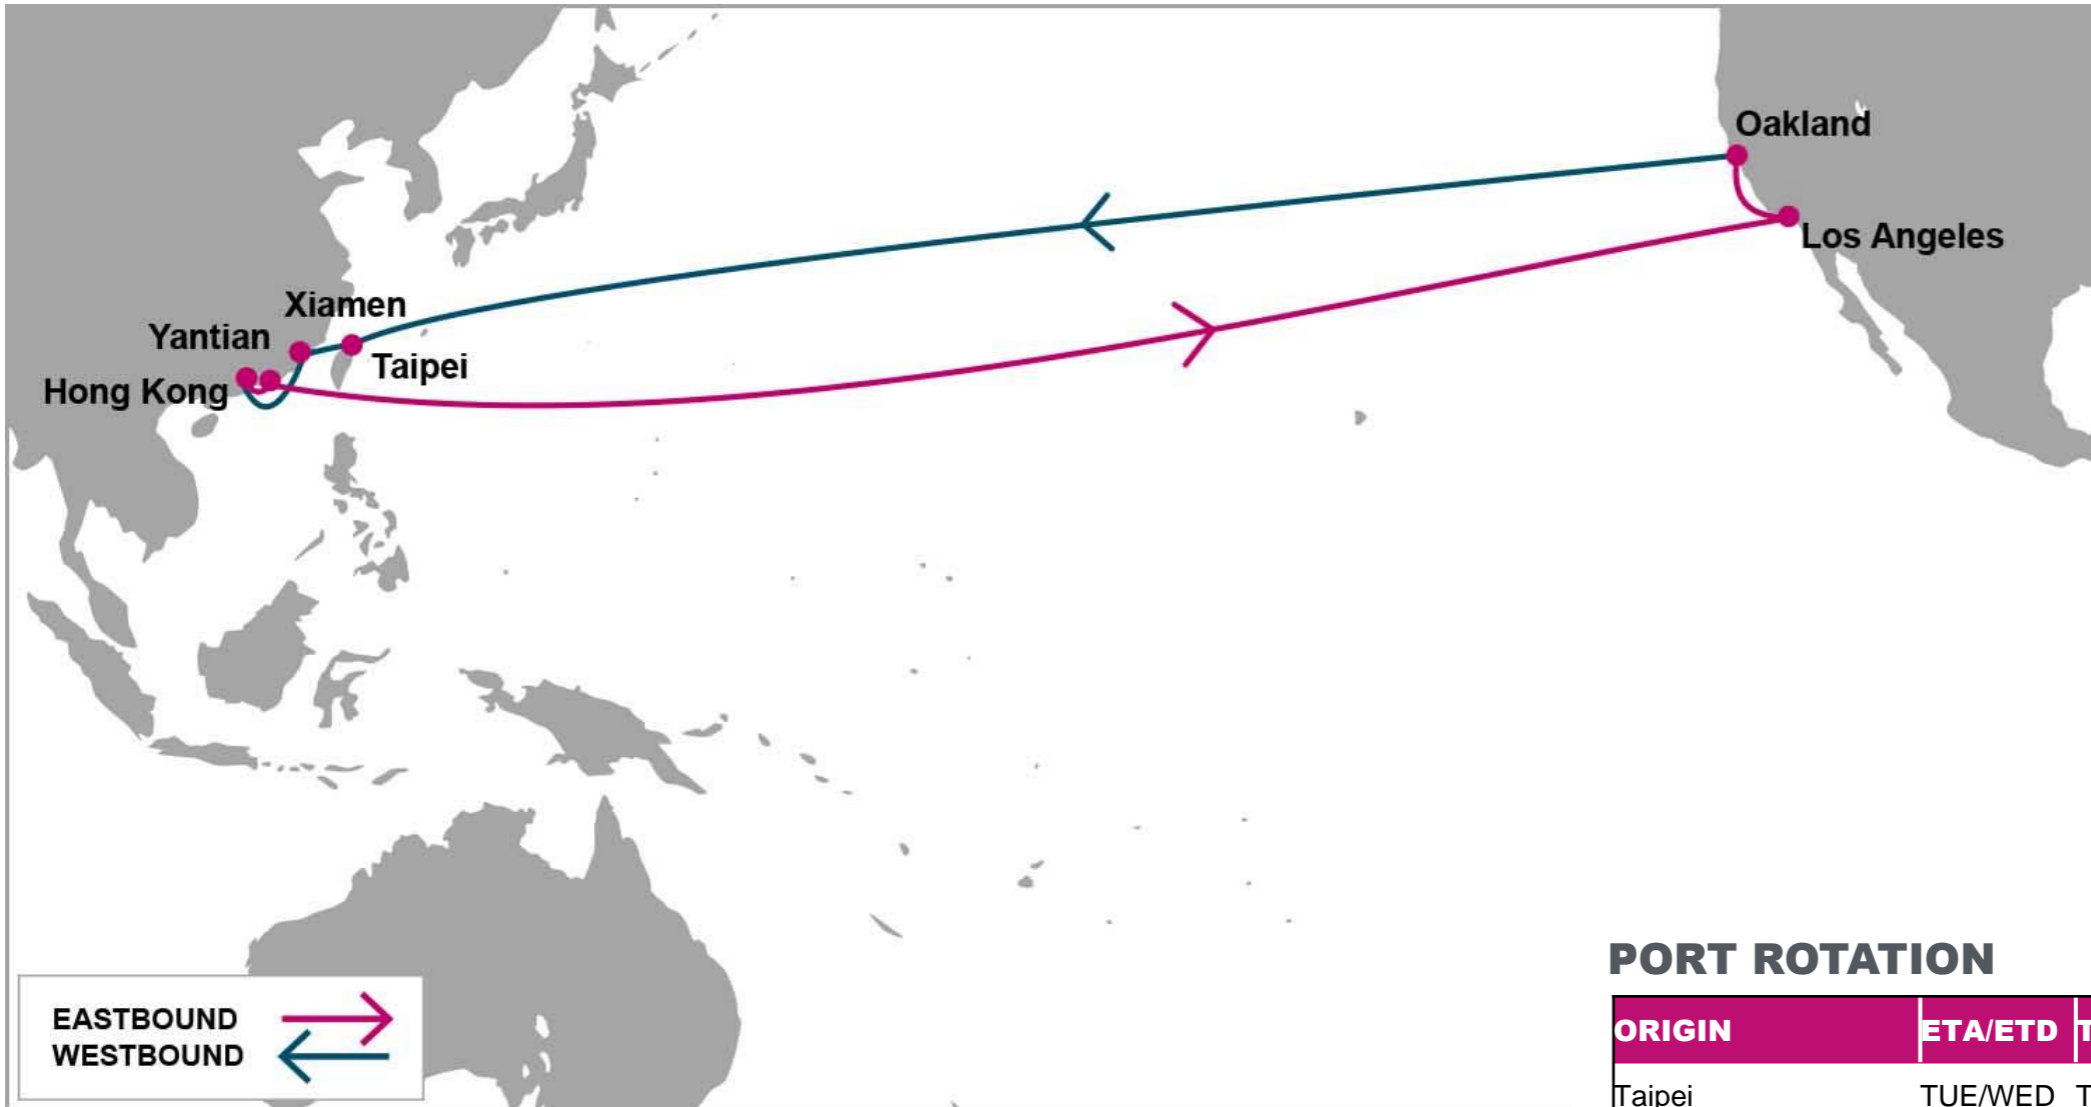 Oakland
Los Angeles
Xiamen
Yantian
Taipei
Hong Kong
EASTBOUND
WESTBOUND
PORT ROTATION
ORIGIN ETA/ETD T
Taipei TUE/WED T